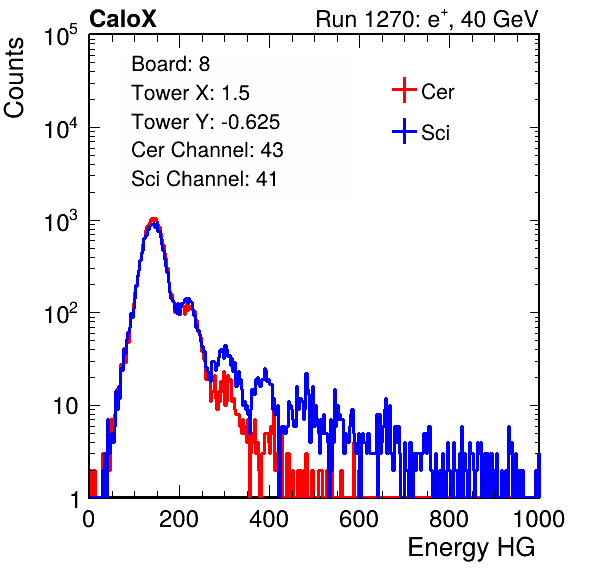 CaloX Run 1270: e⁺, 40 GeV
Counts
Board: 8
Tower X: 1.5
Tower Y: -0.625
Cer Channel: 43
Sci Channel: 41
Cer
Sci
10⁵
10⁴
10³
10²
10
1
0 200 400 600 800 1000
Energy HG